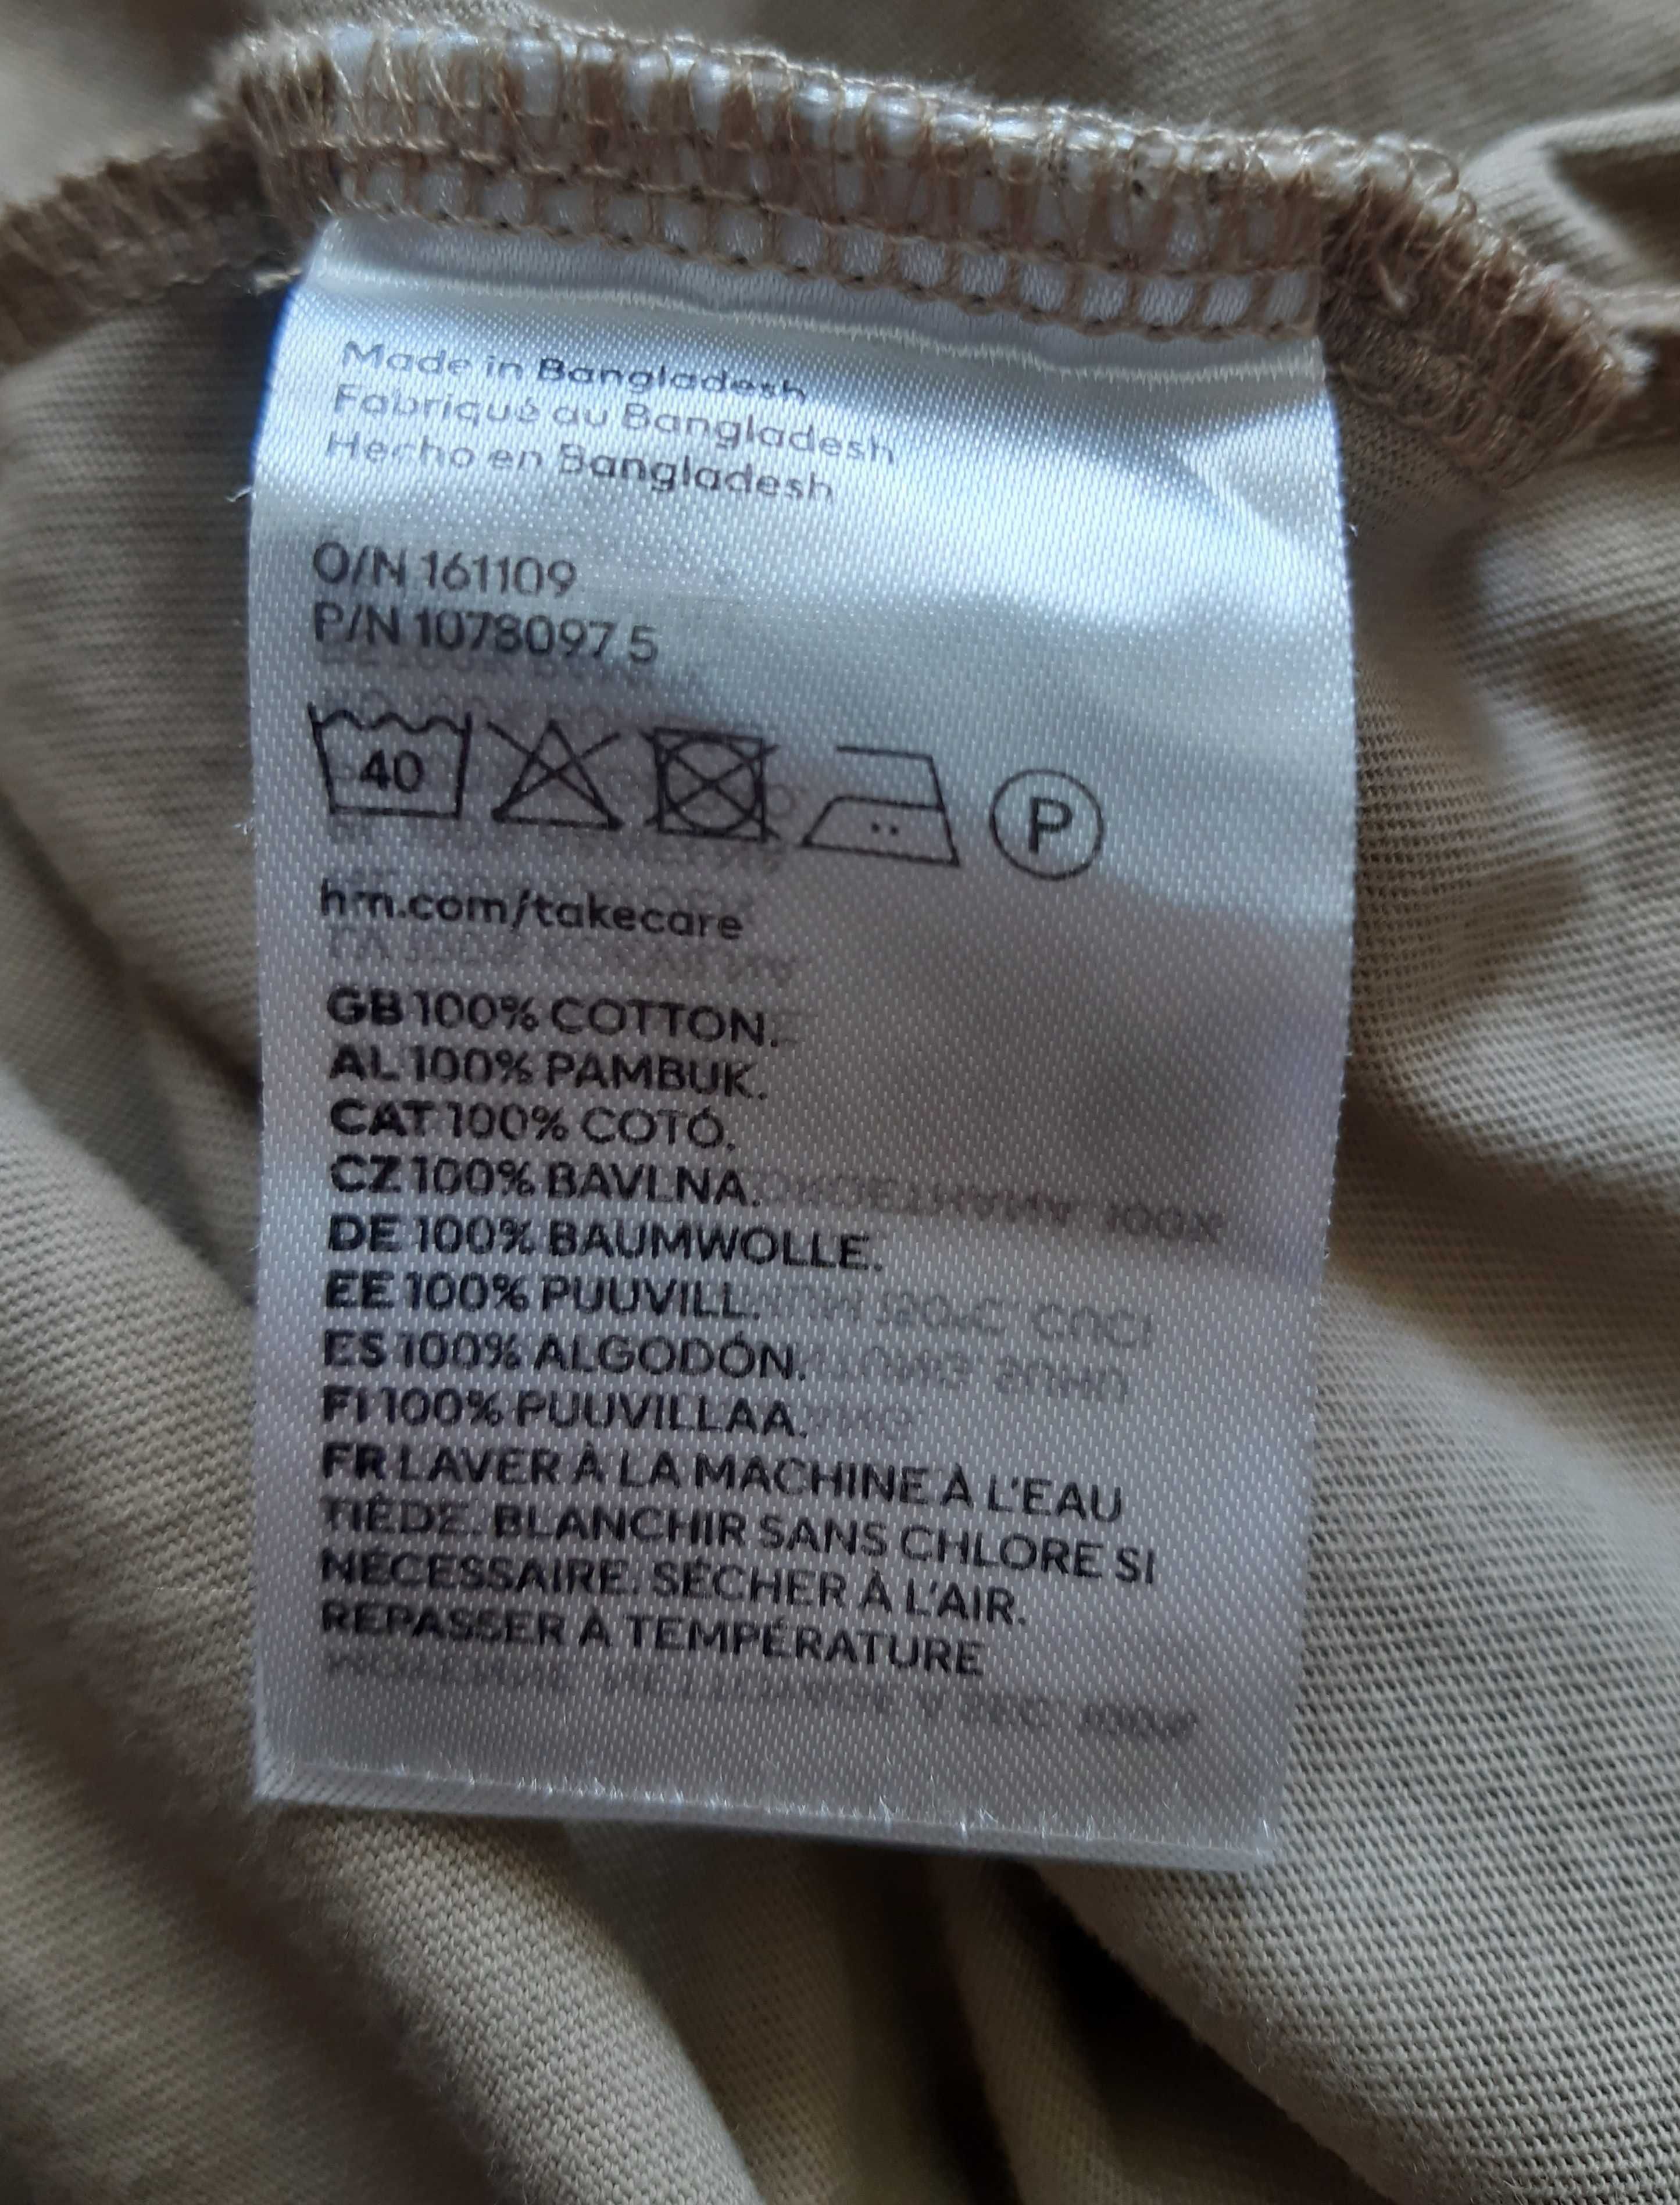 Made in Bangladesh
Fabriqué au Bangladesh
Hecho en Bangladesh
O/N 161109
P/N 1078097 5
40
P
hm.com/takecare
GB 100% COTTON.
AL 100% PAMBUK.
CAT 100% COTÓ.
CZ 100% BAVLNA.
DE 100% BAUMWOLLE.
EE 100% PUUVILL.
ES 100% ALGODÓN.
FI 100% PUUVILLAA.
FR LAVER À LA MACHINE À L'EAU
TIÈDE. BLANCHIR SANS CHLORE SI
NÉCESSAIRE. SÉCHER À L'AIR.
REPASSER À TEMPÉRATURE